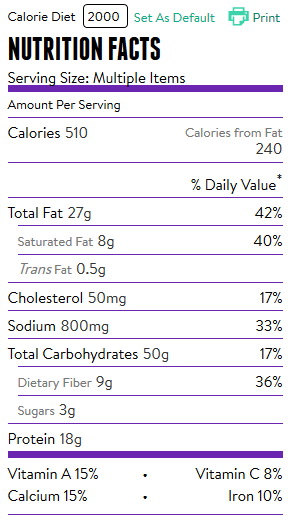 Calorie Diet 2000 Set As Default Print
NUTRITION FACTS
Serving Size: Multiple Items
Amount Per Serving
Calories 510 Calories from Fat 240
% Daily Value*
Total Fat 27g 42%
Saturated Fat 8g 40%
Trans Fat 0.5g
Cholesterol 50mg 17%
Sodium 800mg 33%
Total Carbohydrates 50g 17%
Dietary Fiber 9g 36%
Sugars 3g
Protein 18g
Vitamin A 15% • Vitamin C 8%
Calcium 15% • Iron 10%